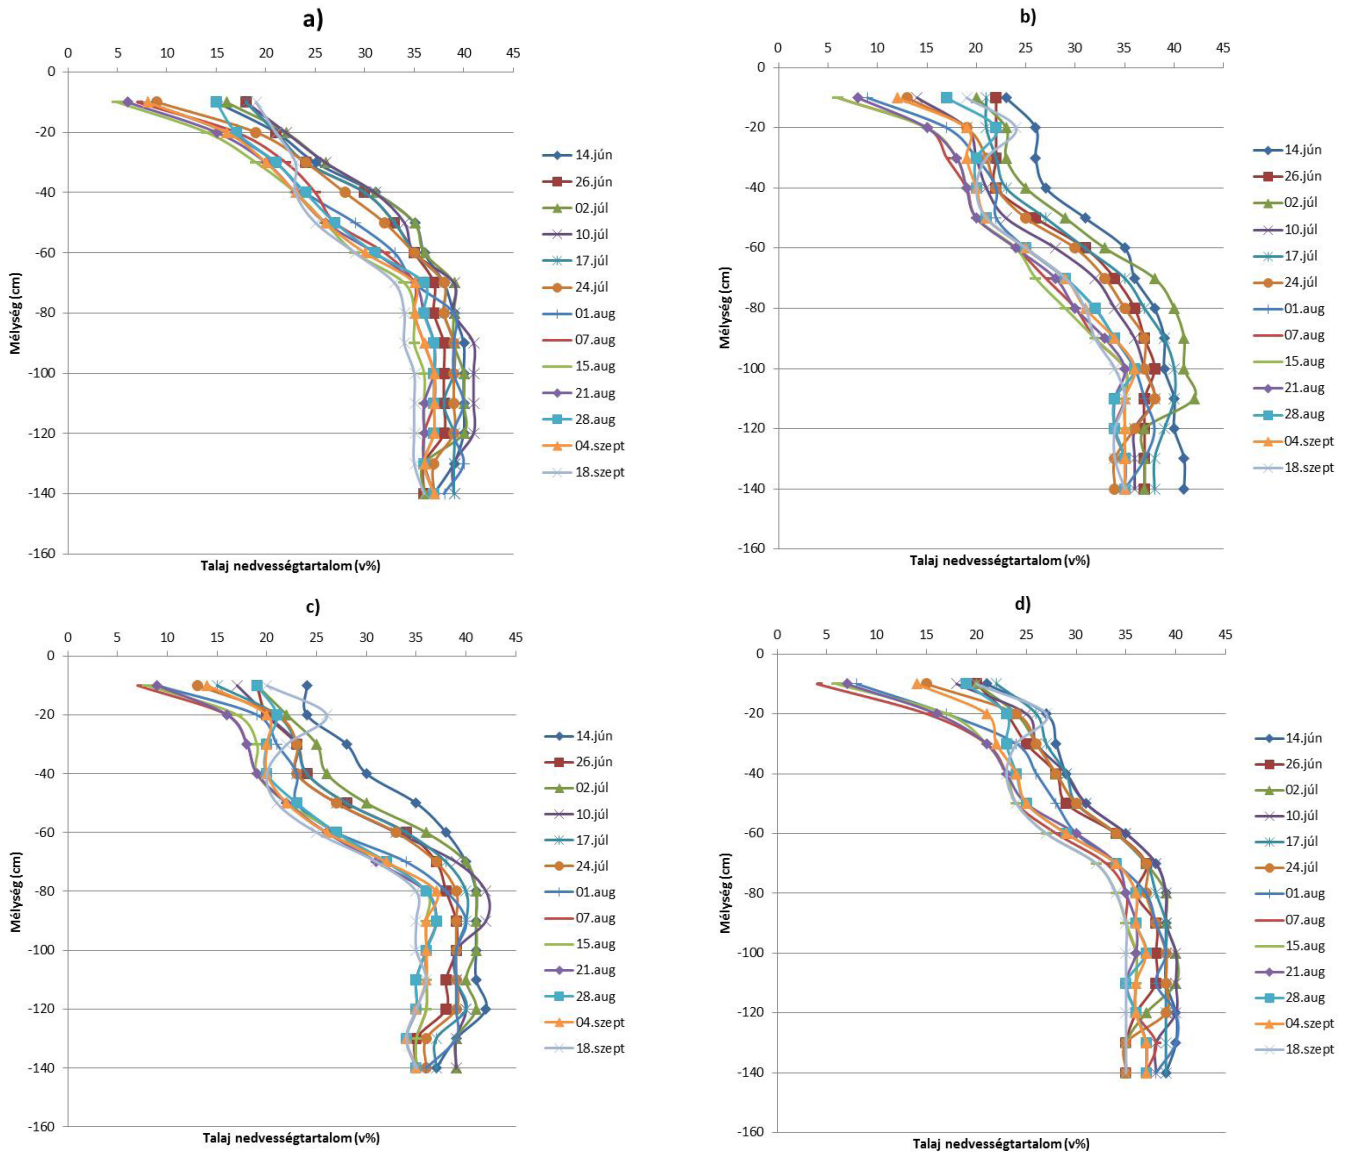 a)
0 5 10 15 20 25 30 35 40 45
0
-20
-40
-60
-80
-100
-120
-140
-160
Mélység (cm)
Talaj nedvességtartalom (v%)
14.jún
26.jún
02.júl
10.júl
17.júl
24.júl
01.aug
07.aug
15.aug
21.aug
28.aug
04.szept
18.szept
b)
0 5 10 15 20 25 30 35 40 45
0
-20
-40
-60
-80
-100
-120
-140
-160
Mélység (cm)
Talaj nedvességtartalom (v%)
14.jún
26.jún
02.júl
10.júl
17.júl
24.júl
01.aug
07.aug
15.aug
21.aug
28.aug
04.szept
18.szept
c)
0 5 10 15 20 25 30 35 40 45
0
-20
-40
-60
-80
-100
-120
-140
-160
Mélység (cm)
Talaj nedvességtartalom (v%)
14.jún
26.jún
02.júl
10.júl
17.júl
24.júl
01.aug
07.aug
15.aug
21.aug
28.aug
04.szept
18.szept
d)
0 5 10 15 20 25 30 35 40 45
0
-20
-40
-60
-80
-100
-120
-140
-160
Mélység (cm)
Talaj nedvességtartalom (v%)
14.jún
26.jún
02.júl
10.júl
17.júl
24.júl
01.aug
07.aug
15.aug
21.aug
28.aug
04.szept
18.szept